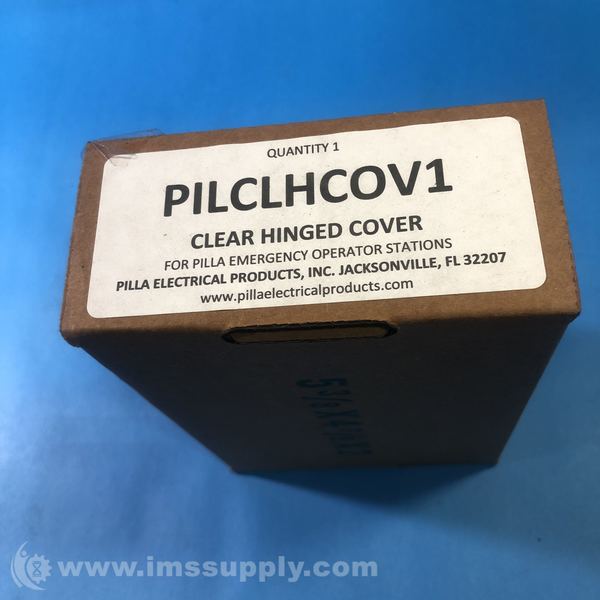 QUANTITY 1
PILCLHCOV1
CLEAR HINGED COVER
FOR PILLA EMERGENCY OPERATOR STATIONS
PILLA ELECTRICAL PRODUCTS, INC. JACKSONVILLE, FL 32207
www.pillaelectricalproducts.com
www.imssupply.com